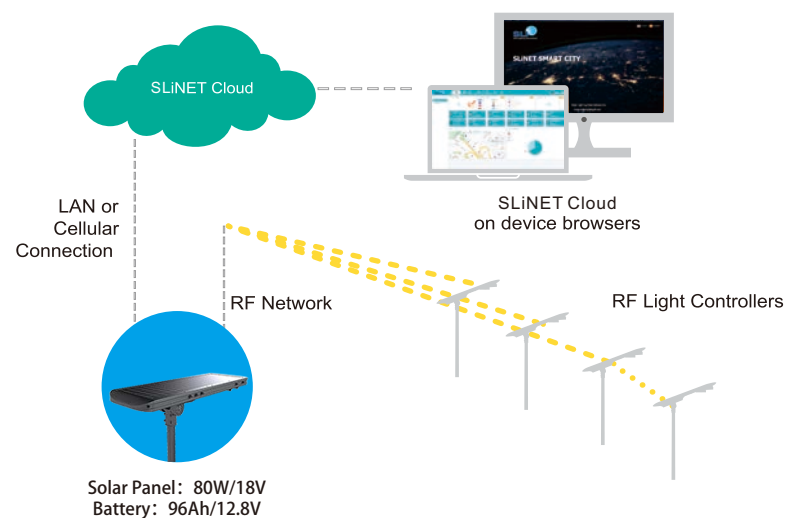 SLiNET Cloud
SLiNET SMART CITY
SLiNET Cloud
on device browsers
LAN or
Cellular
Connection
RF Network
RF Light Controllers
Solar Panel：80W/18V
Battery：96Ah/12.8V